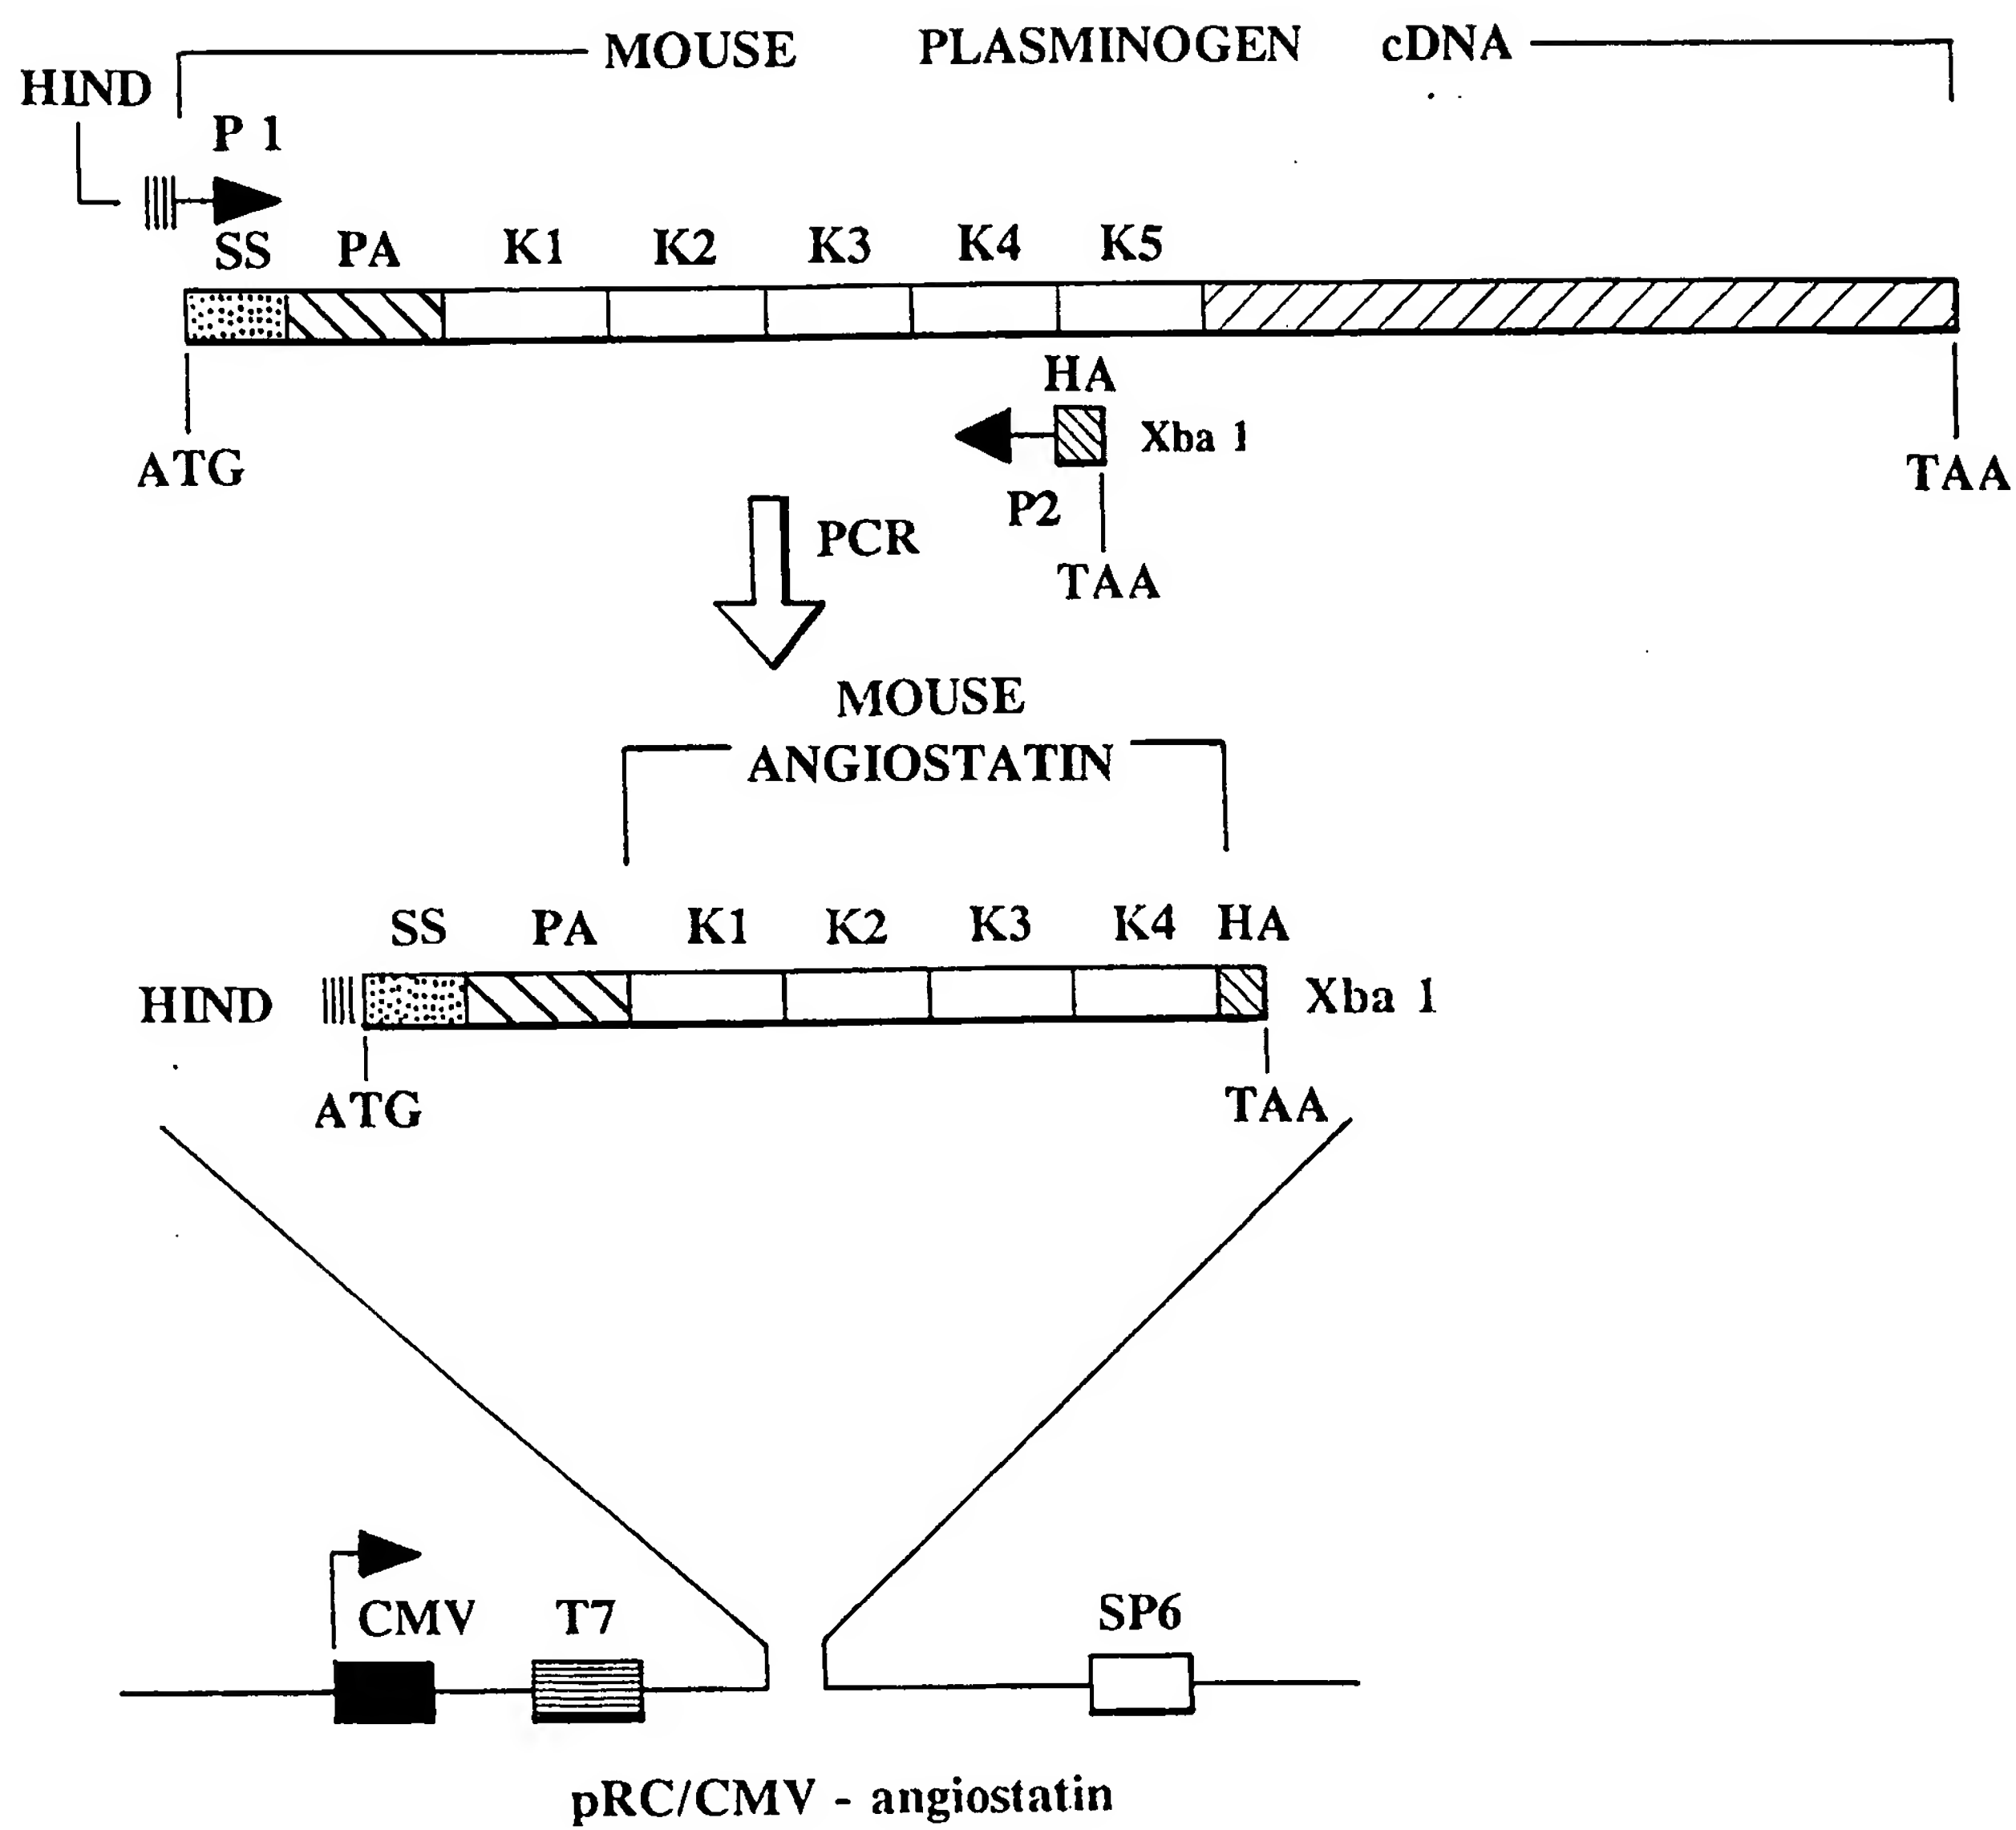 MOUSE PLASMINOGEN cDNA
HIND
P 1
SS PA K1 K2 K3 K4 K5
HA
Xba 1
ATG
P2
TAA
TAA
PCR
MOUSE
ANGIOSTATIN
SS PA K1 K2 K3 K4 HA
HIND
Xba 1
ATG
TAA
CMV
T7
SP6
pRC/CMV - angiostatin